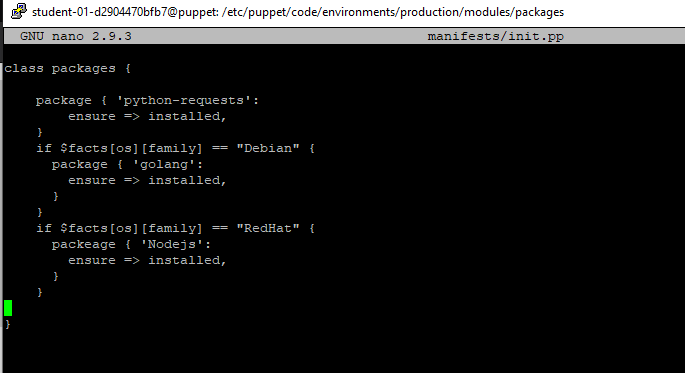 student-01-d2904470bfb7@puppet: /etc/puppet/code/environments/production/modules/packages
GNU nano 2.9.3 manifests/init.pp
class packages {
package { 'python-requests':
ensure => installed,
}
if $facts[os][family] == "Debian" {
package { 'golang':
ensure => installed,
}
}
if $facts[os][family] == "RedHat" {
packeage { 'Nodejs':
ensure => installed,
}
}
}